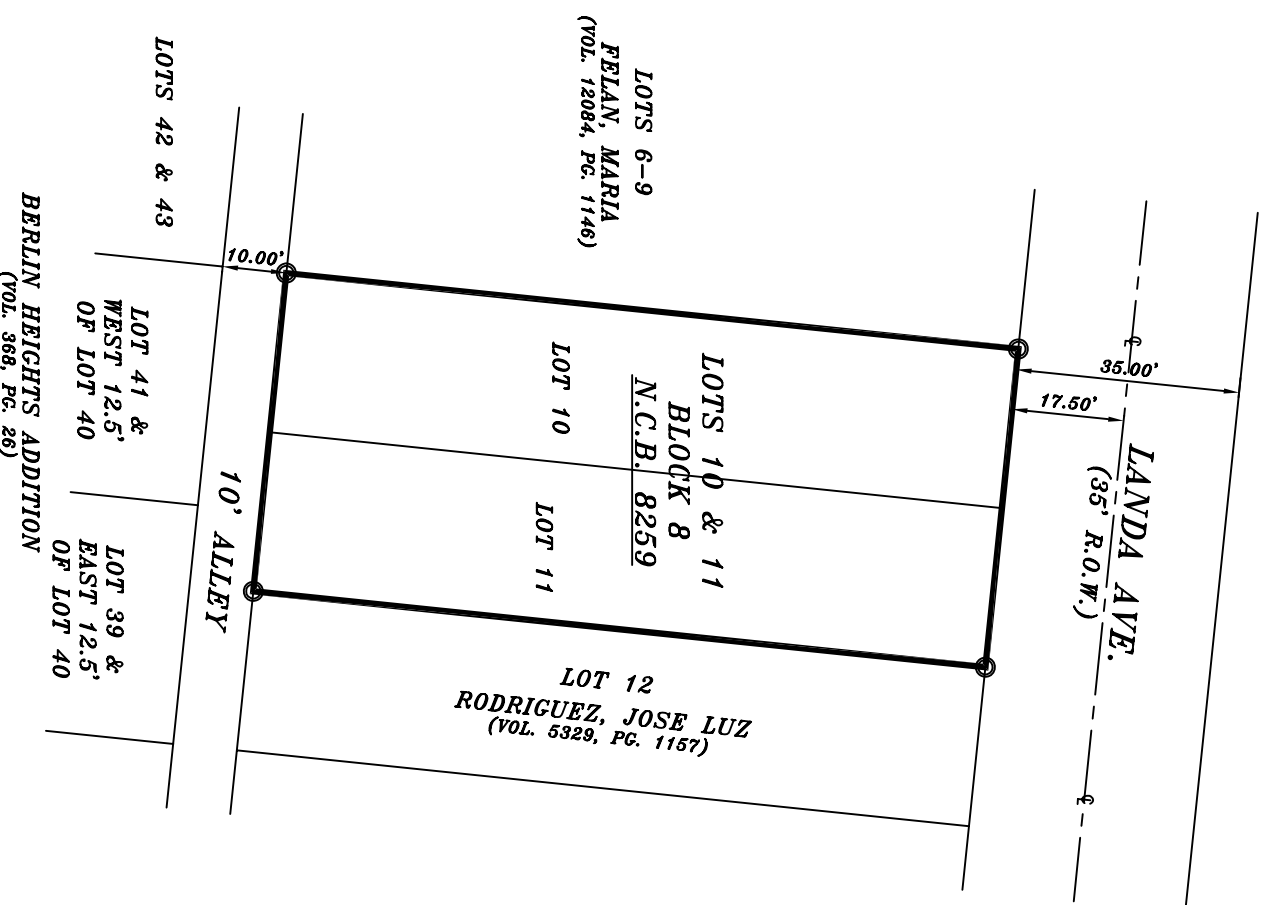 LANDA AVE.
(35' R.O.W.)
℄
℄
35.00'
17.50'
LOTS 6-9
FELAN, MARIA
(VOL. 12084, PG. 1146)
LOTS 10 & 11
BLOCK 8
N.C.B. 8259
LOT 10
LOT 11
LOT 12
RODRIGUEZ, JOSE LUZ
(VOL. 5329, PG. 1157)
10.00'
10' ALLEY
LOTS 42 & 43
LOT 41 &
WEST 12.5'
OF LOT 40
LOT 39 &
EAST 12.5'
OF LOT 40
BERLIN HEIGHTS ADDITION
(VOL. 368, PG. 26)